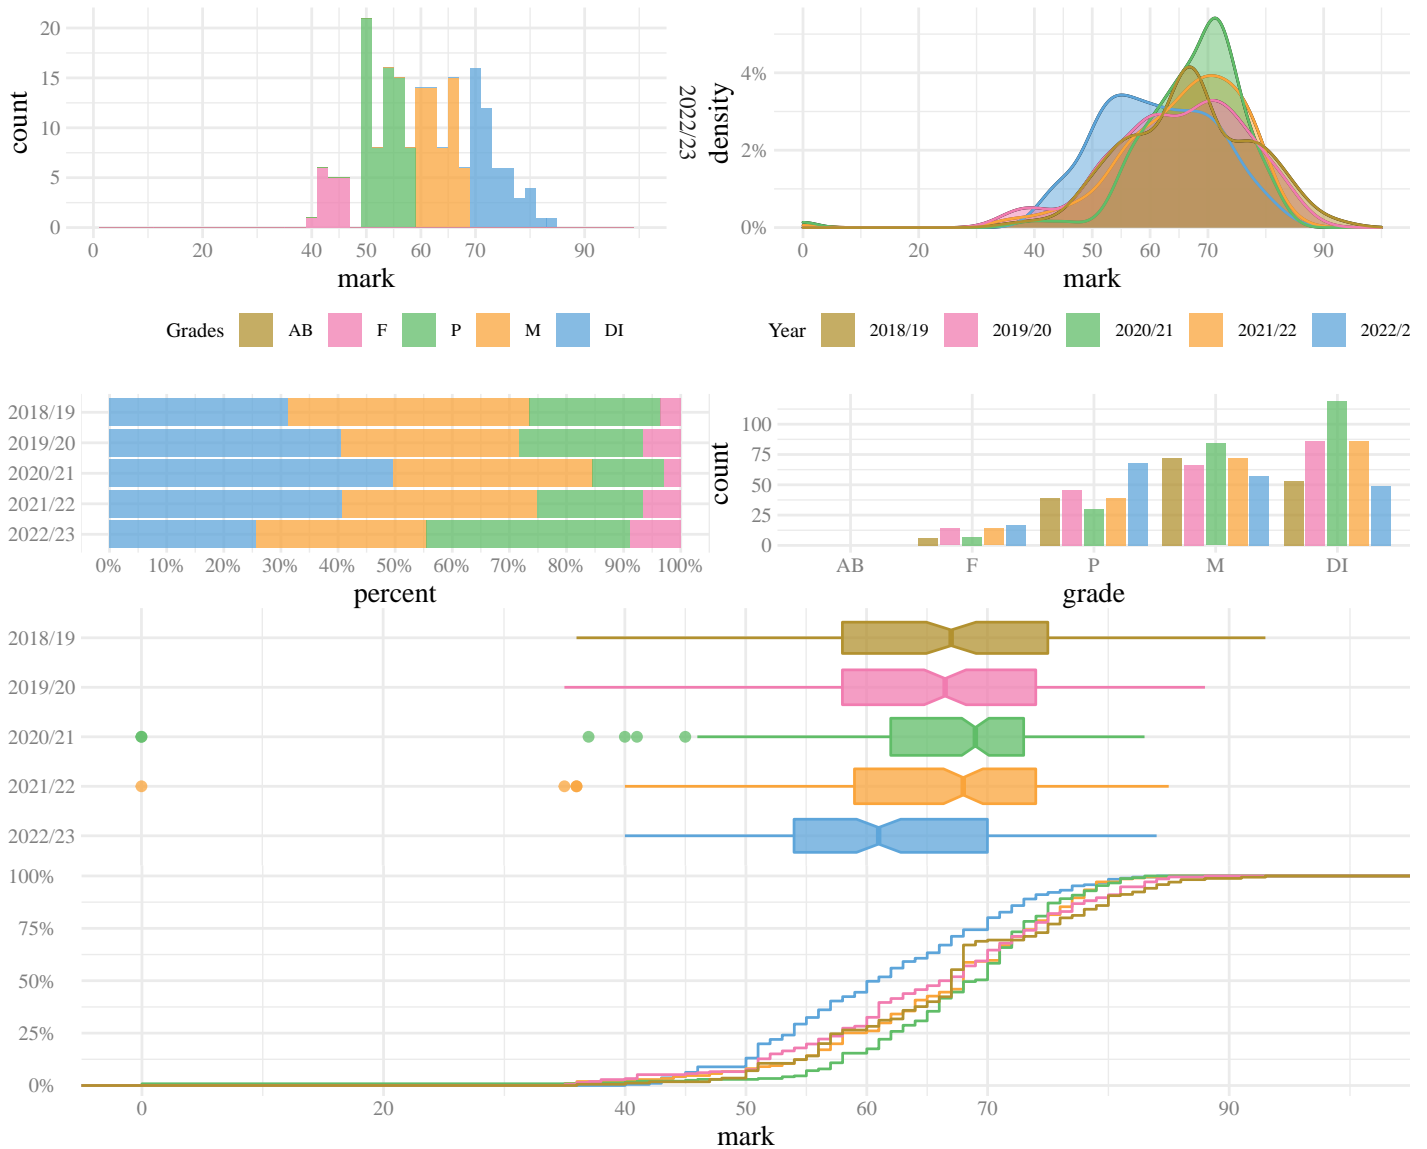 20
15
10
5
0
count
0 20 40 50 60 70 90
mark
2022/23
Grades AB F P M DI
4%
2%
0%
density
0 20 40 50 60 70 90
mark
Year 2018/19 2019/20 2020/21 2021/22 2022/2
2018/19
2019/20
2020/21
2021/22
2022/23
0% 10% 20% 30% 40% 50% 60% 70% 80% 90% 100%
percent
100
75
50
25
0
count
AB F P M DI
grade
2018/19
2019/20
2020/21
2021/22
2022/23
100%
75%
50%
25%
0%
0 20 40 50 60 70 90
mark